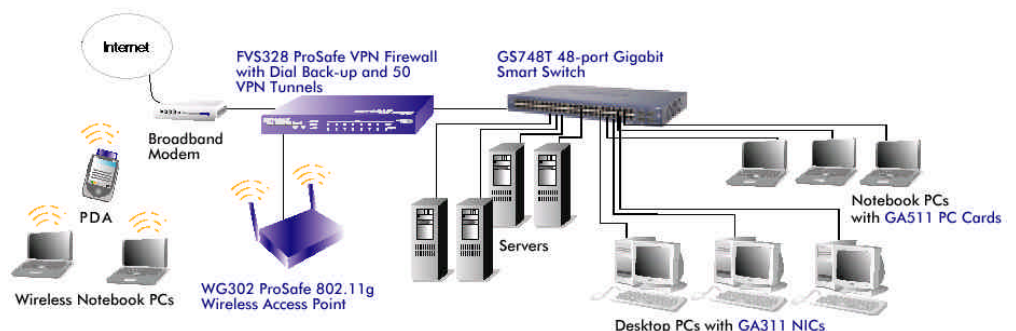 Internet
FVS328 ProSafe VPN Firewall
with Dial Back-up and 50
VPN Tunnels
GS748T 48-port Gigabit
Smart Switch
Broadband
Modem
PDA
Wireless Notebook PCs
WG302 ProSafe 802.11g
Wireless Access Point
Servers
Notebook PCs
with GA511 PC Cards
Desktop PCs with GA311 NICs